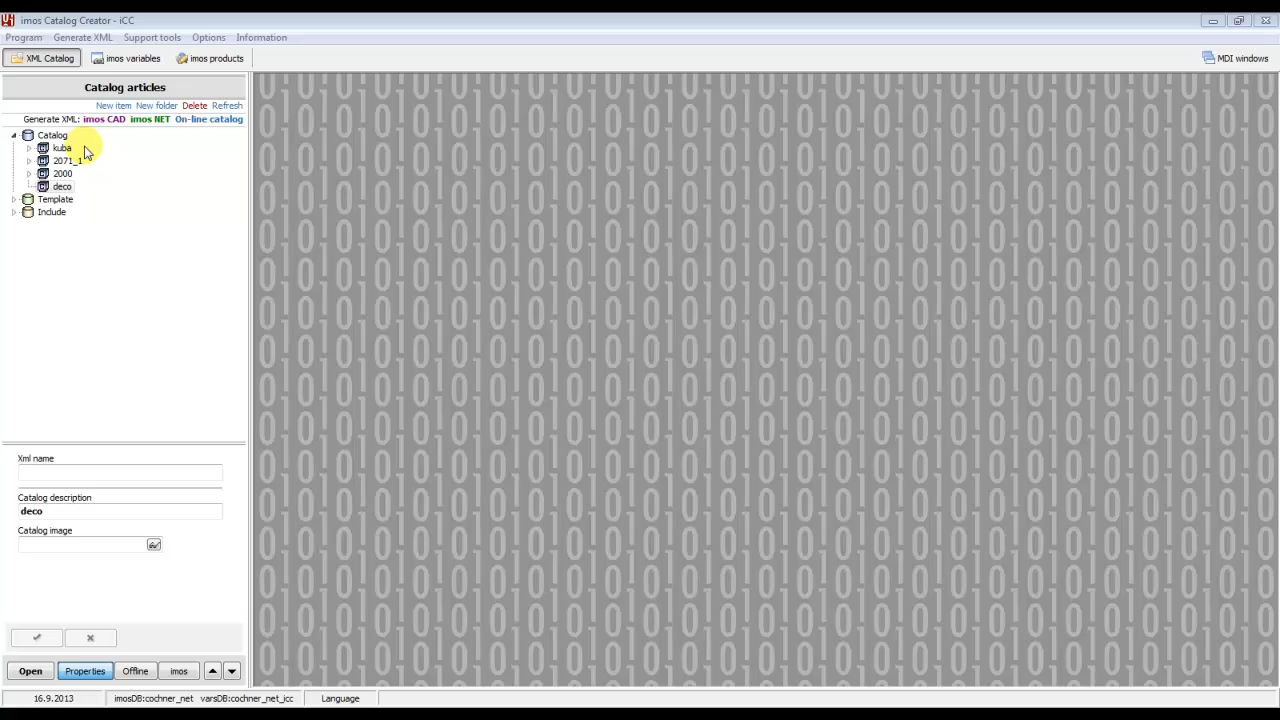 imos Catalog Creator - iCC
Program Generate XML Support tools Options Information
XML Catalog imos variables imos products MDI windows
Catalog articles
New item New folder Delete Refresh
Generate XML: imos CAD imos NET On-line catalog
Catalog
kuba
2071_1
2000
deco
Template
Include
Xml name
Catalog description
deco
Catalog image
Open Properties Offline imos
16.9.2013 imosDB:cochner_net varsDB:cochner_net_icc Language